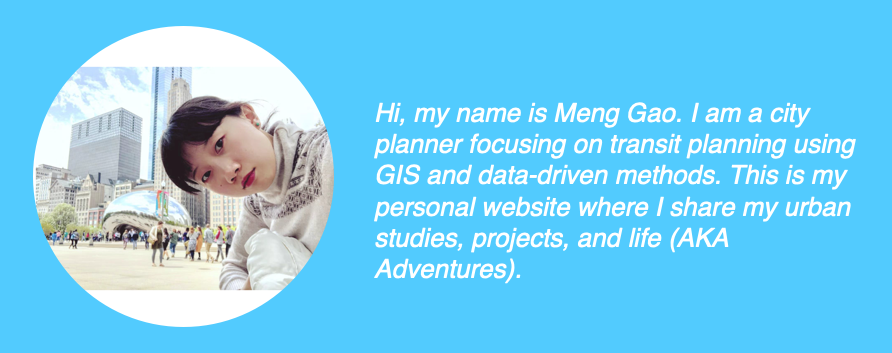 Hi, my name is Meng Gao. I am a city
planner focusing on transit planning using
GIS and data-driven methods. This is my
personal website where I share my urban
studies, projects, and life (AKA
Adventures).